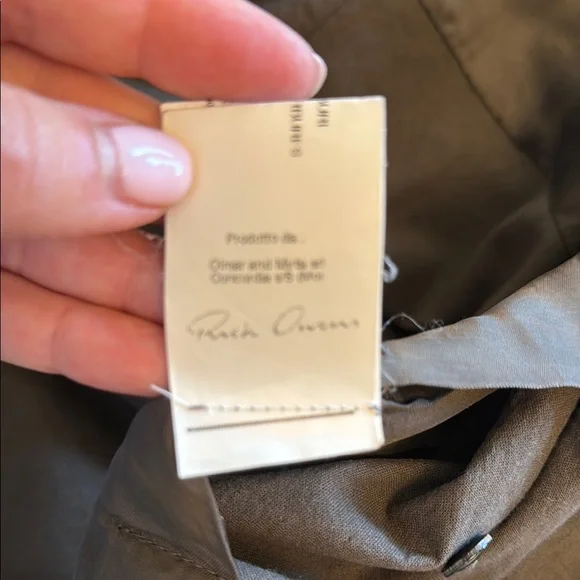 Prodotto da..
Olmar and Mirta srl
Concordia s/S (Mo)
Rick Owens